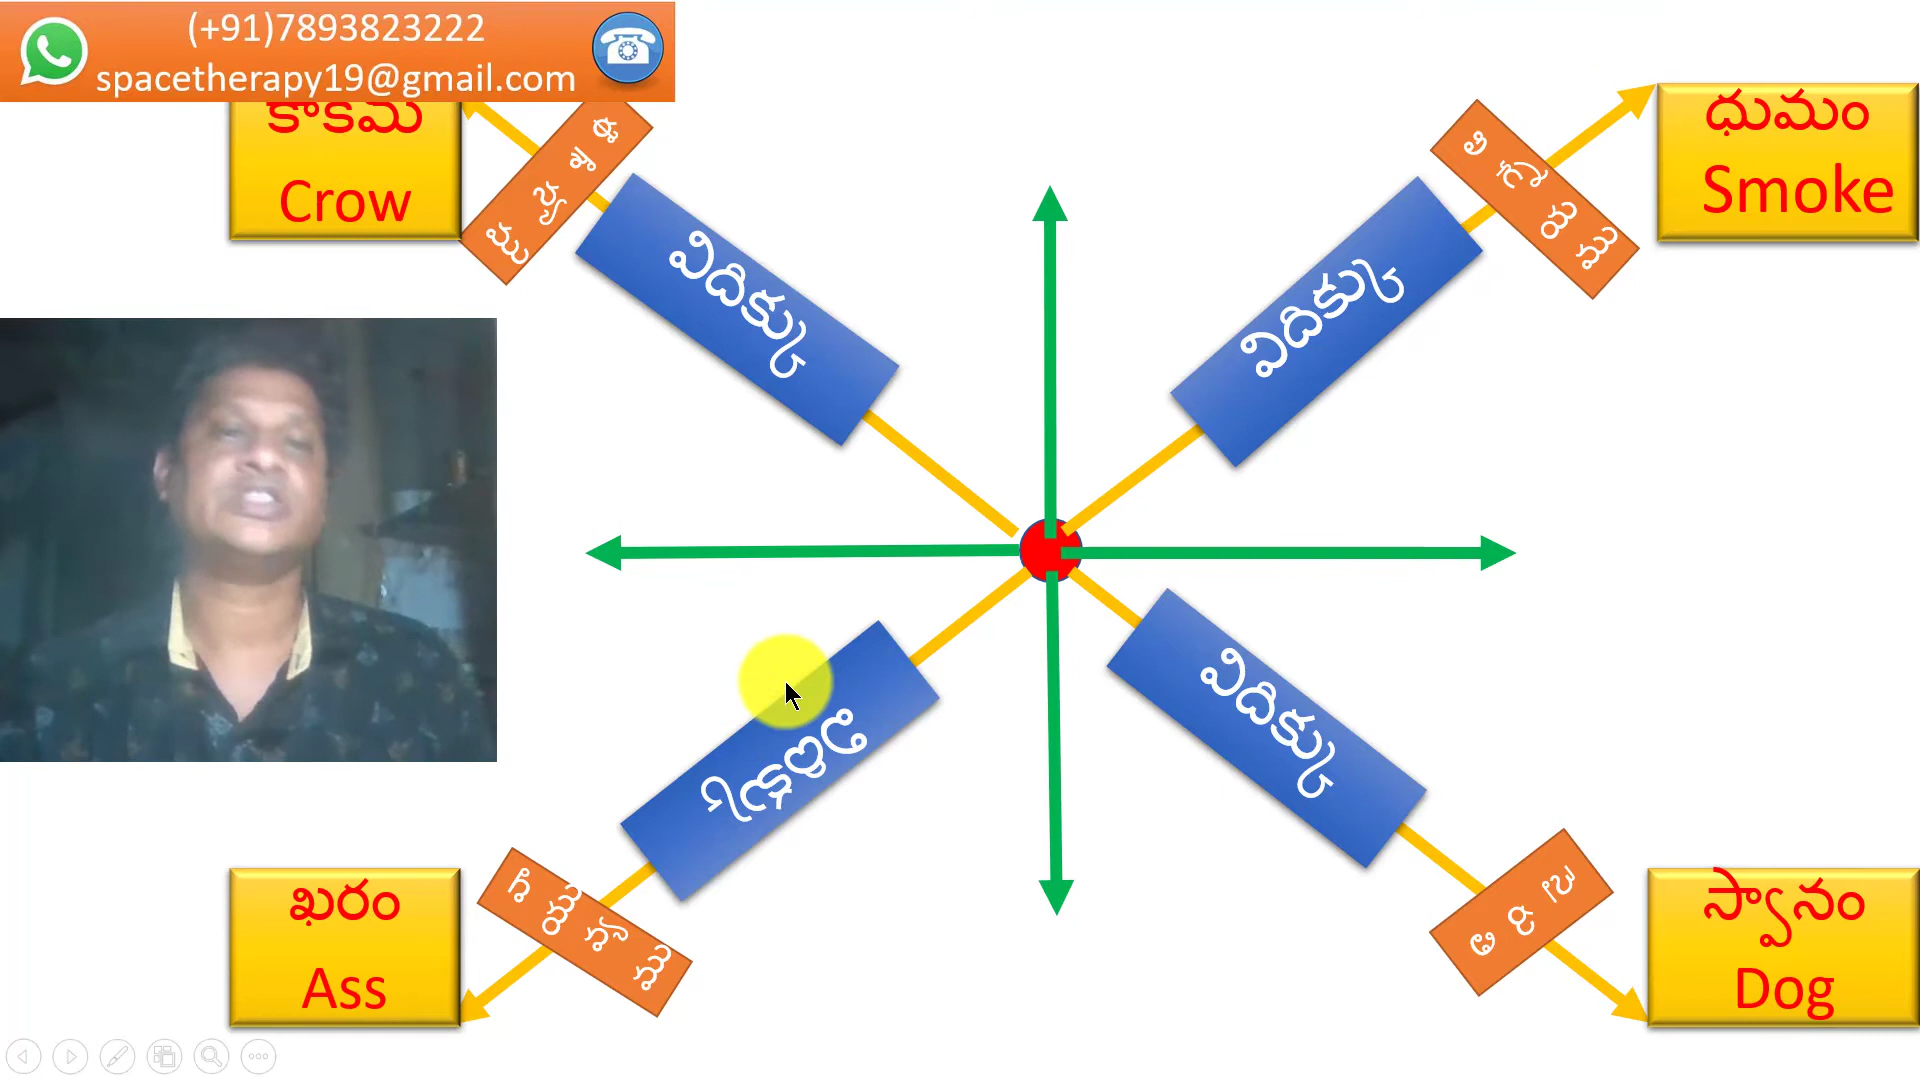 (+91)7893823222
spacetherapy19@gmail.com
కాకమ్
Crow
ధుమం
Smoke
విదిక్కు
విదిక్కు
విదిక్కు
విదిక్కు
ఖరం
Ass
స్వానం
Dog